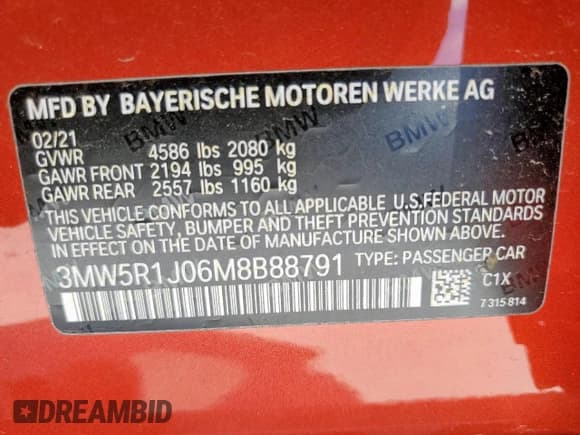 MFD BY BAYERISCHE MOTOREN WERKE AG
02/21
GVWR 4586 lbs 2080 kg
GAWR FRONT 2194 lbs 995 kg
GAWR REAR 2557 lbs 1160 kg
THIS VEHICLE CONFORMS TO ALL APPLICABLE U.S.FEDERAL MOTOR
VEHICLE SAFETY, BUMPER AND THEFT PREVENTION STANDARDS
IN EFFECT ON THE DATE OF MANUFACTURE SHOWN ABOVE.
3MW5R1J06M8B88791 TYPE: PASSENGER CAR
C1X
7 315 814
DREAMBID